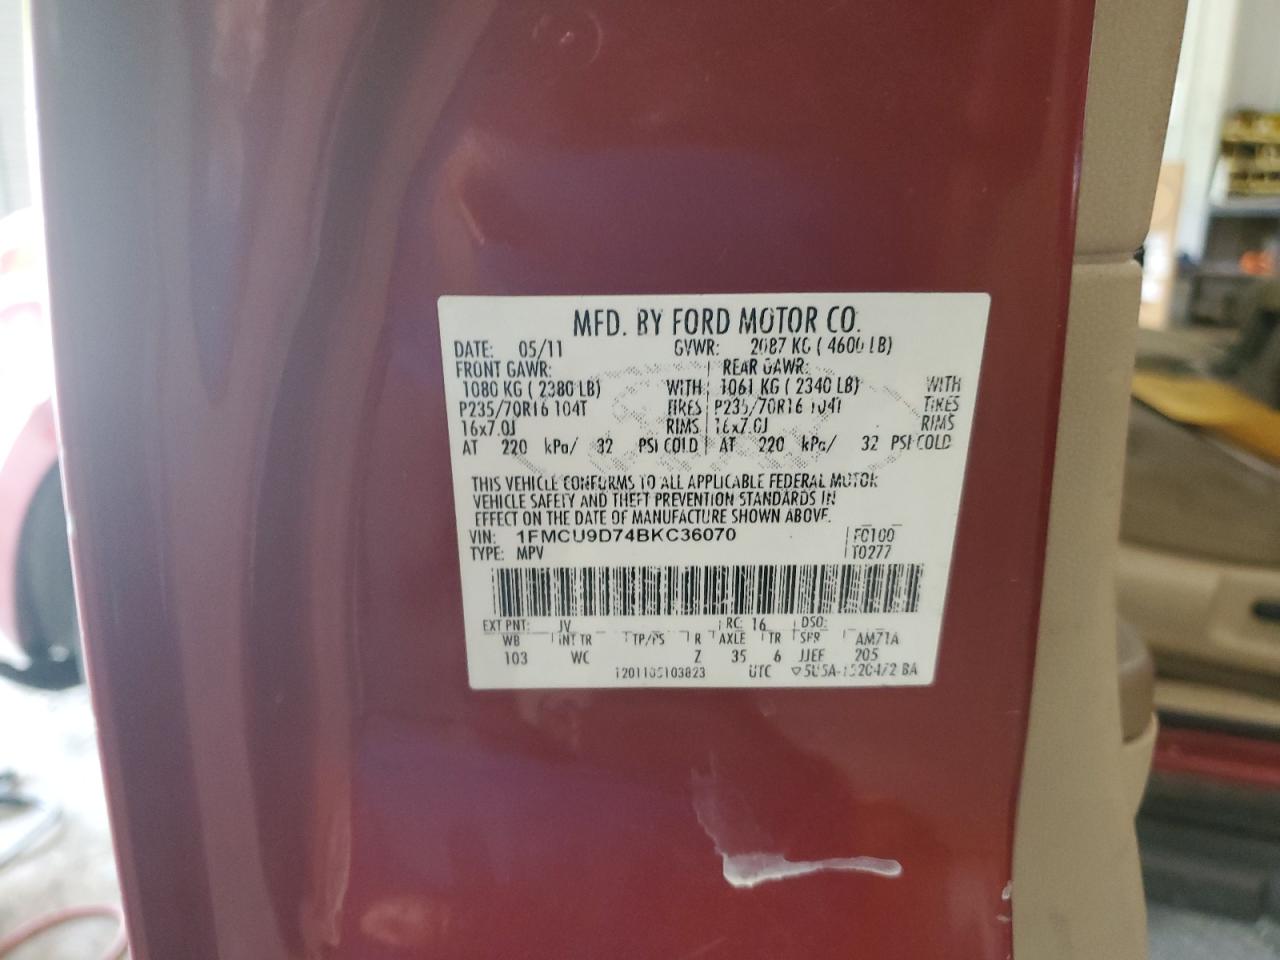 MFD. BY FORD MOTOR CO.
DATE: 05/11 GVWR: 2087 KG ( 4600 LB)
FRONT GAWR: REAR GAWR:
1080 KG ( 2380 LB) WITH 1061 KG ( 2340 LB) WITH
P235/70R16 104T TIRES P235/70R16 104T TIRES
16x7.0J RIMS 16x7.0J RIMS
AT 220 kPa/ 32 PSI COLD AT 220 kPa/ 32 PSI COLD
THIS VEHICLE CONFORMS TO ALL APPLICABLE FEDERAL MOTOR
VEHICLE SAFETY AND THEFT PREVENTION STANDARDS IN
EFFECT ON THE DATE OF MANUFACTURE SHOWN ABOVE.
VIN: 1FMCU9D74BKC36070 FC100
TYPE: MPV T0277
EXT PNT: JV RC: 16 DSO:
WB INT TR TP/PS R AXLE TR SPR AM71A
103 WC Z 35 6 JJEF 205
1201105103823 UTC